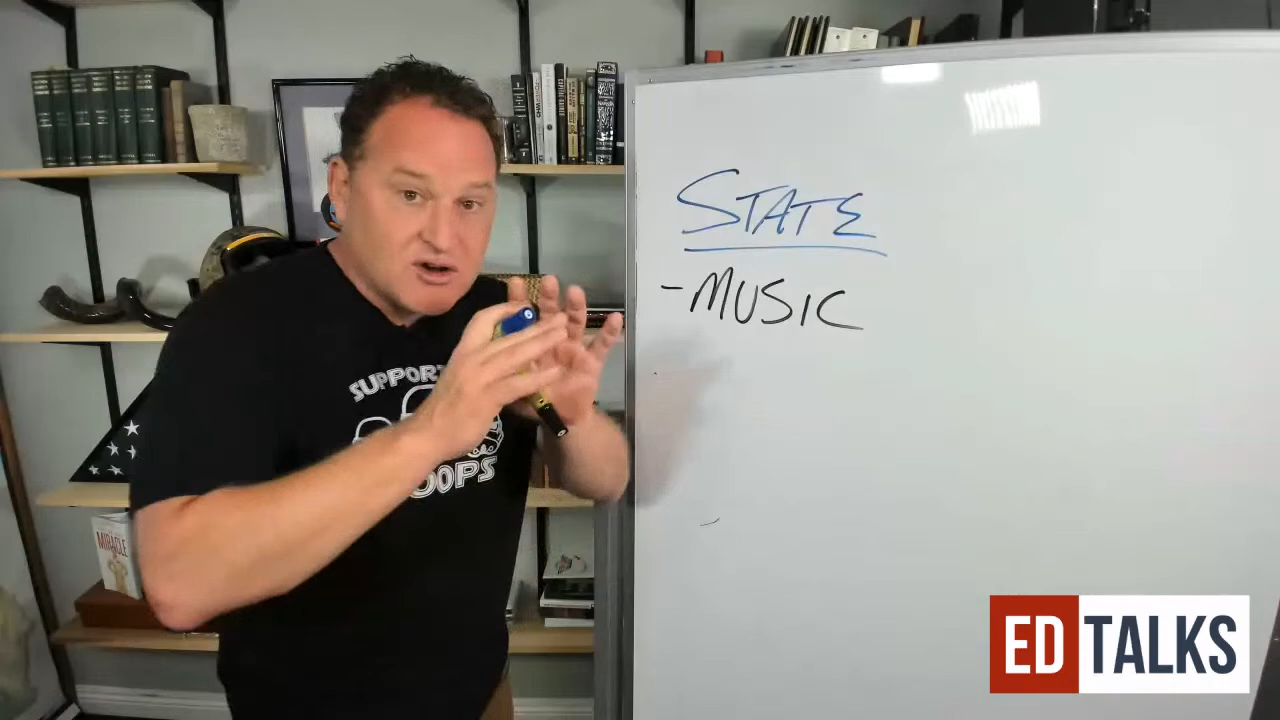 STATE
- MUSIC
SUPPORT
OOPS
MIRACLE
ED TALKS